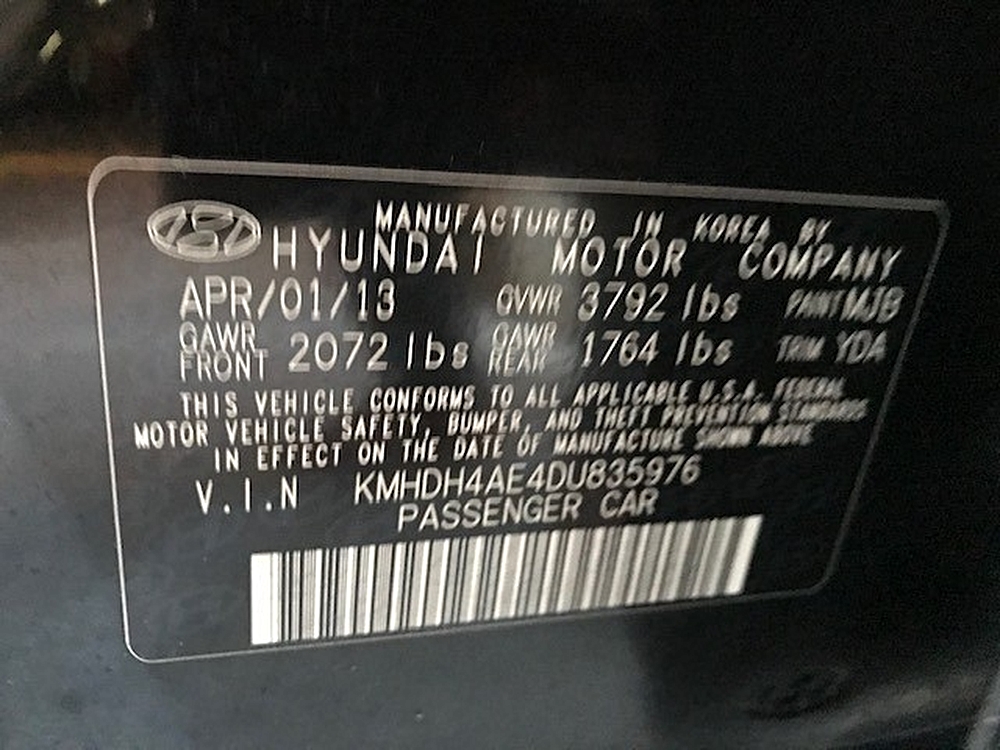 MANUFACTURED IN KOREA BY
HYUNDAI MOTOR COMPANY
APR/01/13 GVWR 3792 lbs PAINT MJB
GAWR FRONT 2072 lbs GAWR REAR 1764 lbs TRIM YDA
THIS VEHICLE CONFORMS TO ALL APPLICABLE U.S.A. FEDERAL
MOTOR VEHICLE SAFETY, BUMPER, AND THEFT PREVENTION STANDARDS
IN EFFECT ON THE DATE OF MANUFACTURE SHOWN ABOVE
V.I.N KMHDH4AE4DU835976
PASSENGER CAR